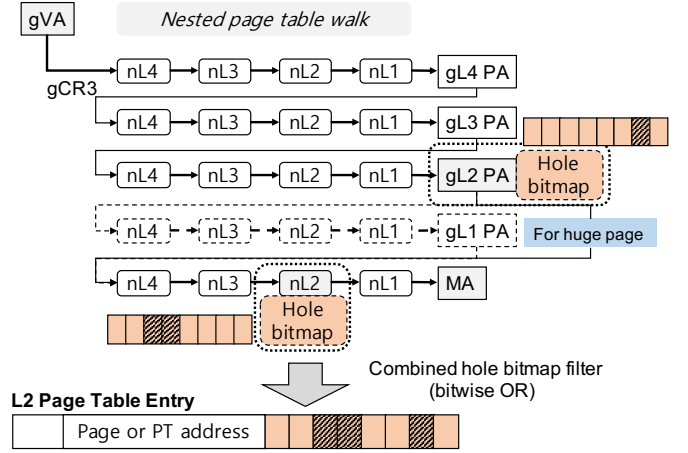 gVA
Nested page table walk
gCR3
nL4 nL3 nL2 nL1 gL4 PA
nL4 nL3 nL2 nL1 gL3 PA
nL4 nL3 nL2 nL1 gL2 PA
Hole
bitmap
nL4 nL3 nL2 nL1 gL1 PA
For huge page
nL4 nL3 nL2 nL1 MA
Hole
bitmap
Combined hole bitmap filter
(bitwise OR)
L2 Page Table Entry
Page or PT address